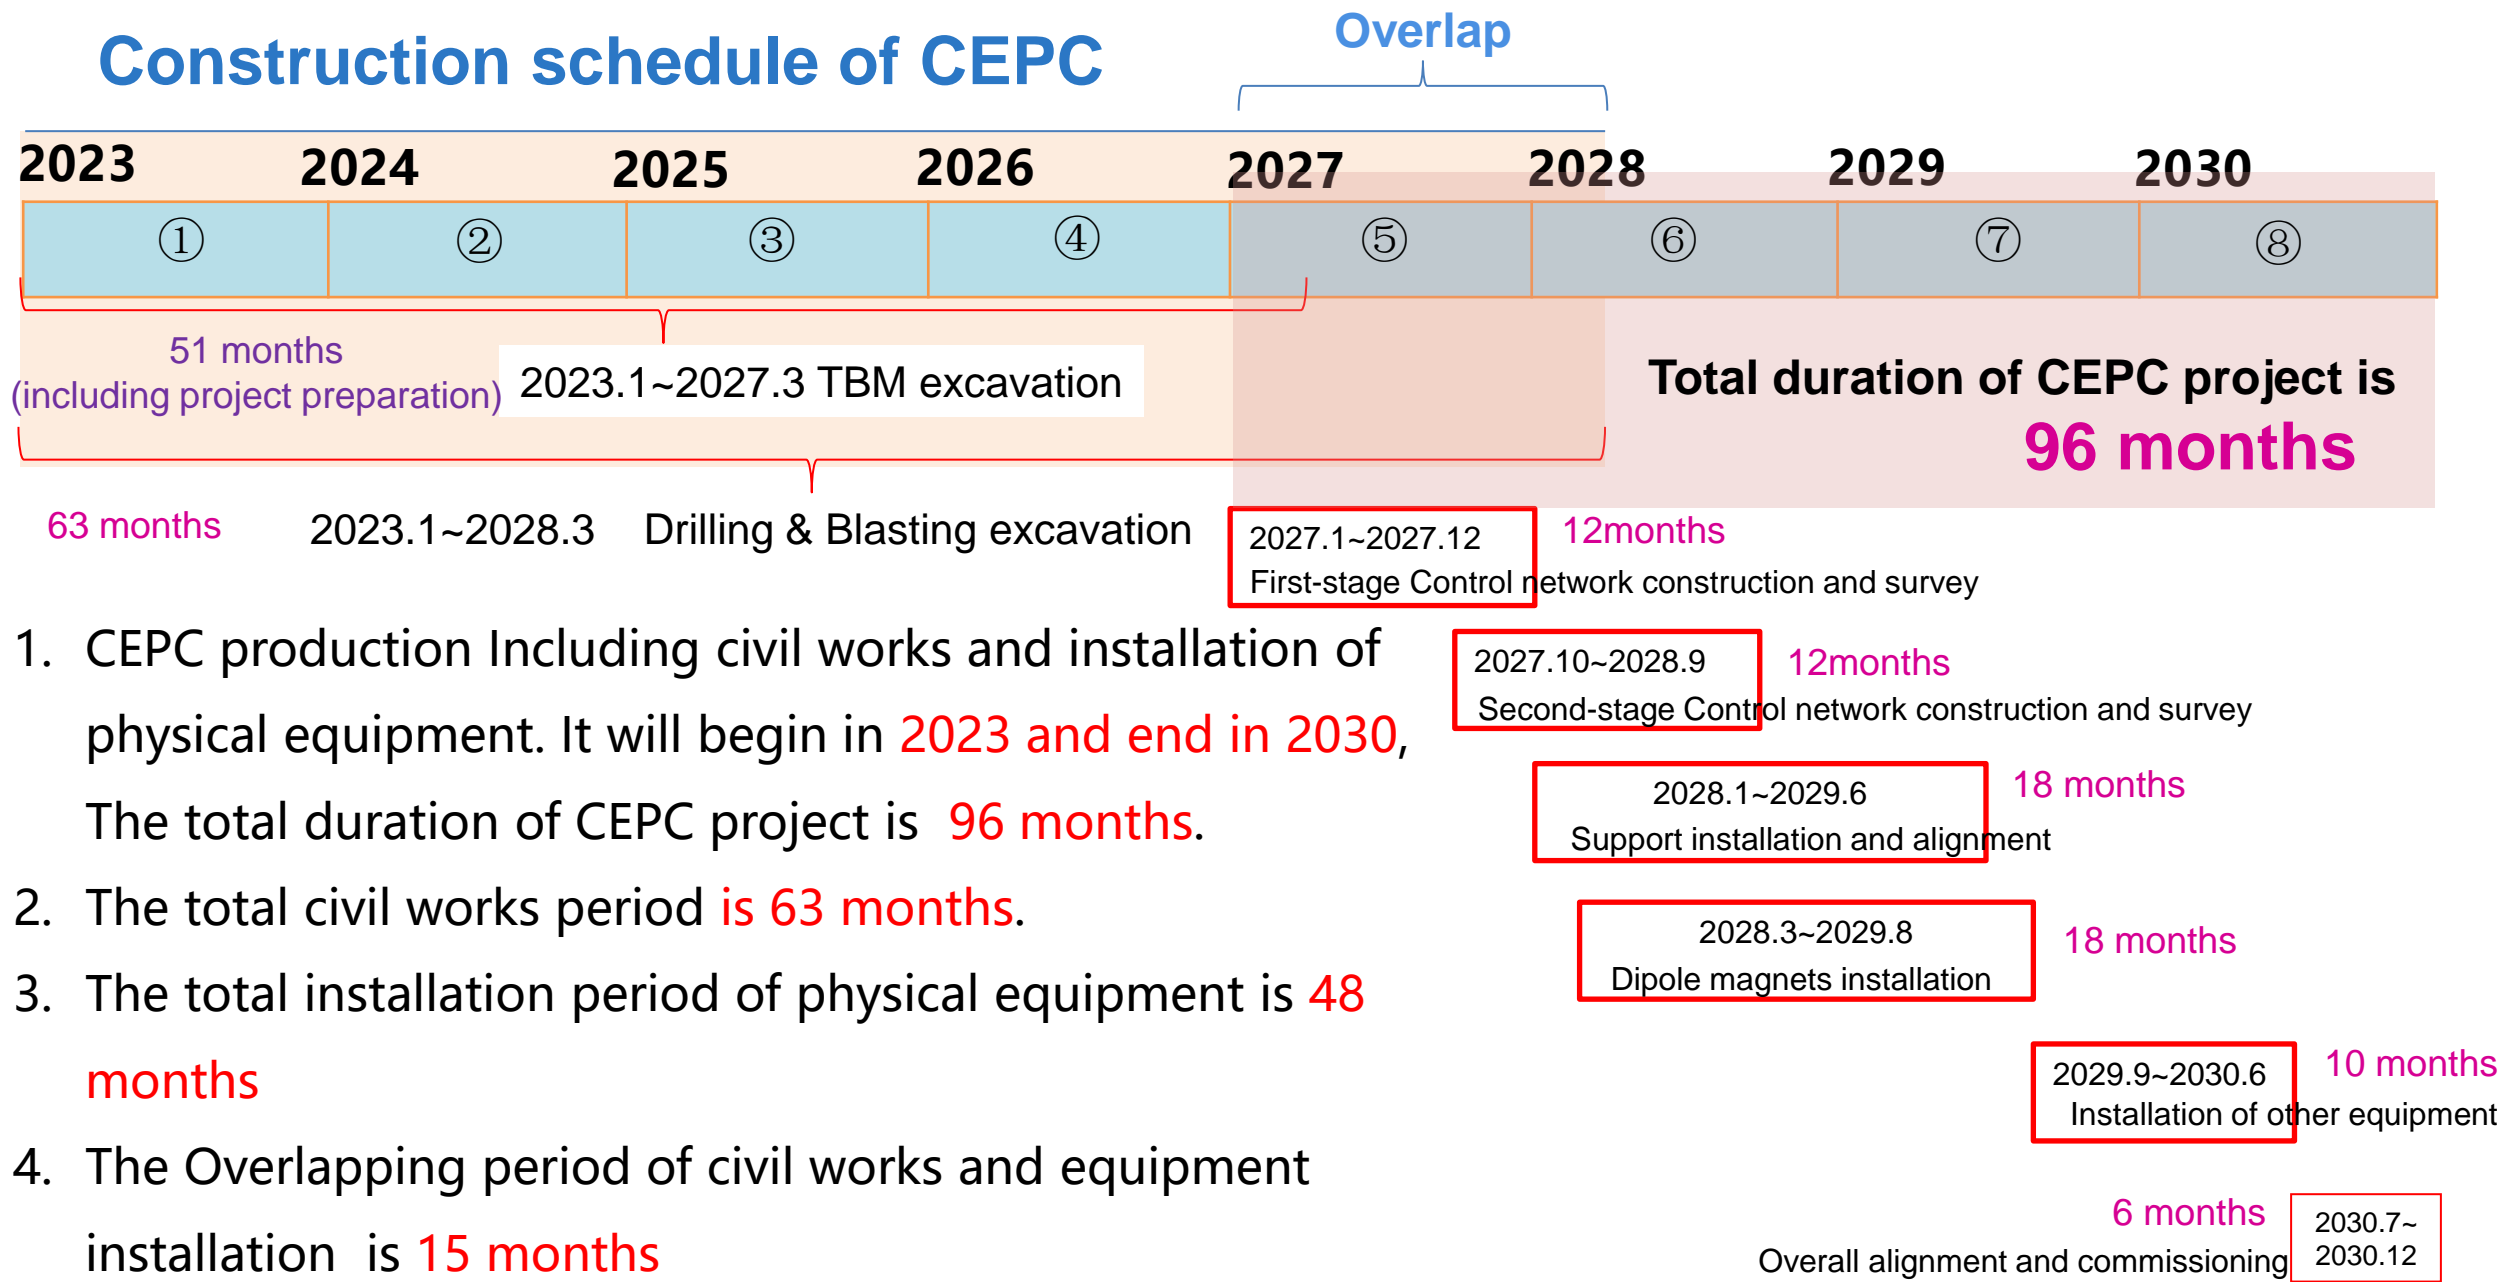 Overlap
Construction schedule of CEPC
2023 2024 2025 2026 2027 2028 2029 2030
① ② ③ ④ ⑤ ⑥ ⑦ ⑧
51 months
(including project preparation)
2023.1~2027.3 TBM excavation
Total duration of CEPC project is
96 months
63 months 2023.1~2028.3 Drilling & Blasting excavation
2027.1~2027.12 12months
First-stage Control network construction and survey
2027.10~2028.9 12months
Second-stage Control network construction and survey
2028.1~2029.6 18 months
Support installation and alignment
2028.3~2029.8 18 months
Dipole magnets installation
2029.9~2030.6 10 months
Installation of other equipment
6 months 2030.7~
2030.12
Overall alignment and commissioning
1. CEPC production Including civil works and installation of
physical equipment. It will begin in 2023 and end in 2030,
The total duration of CEPC project is 96 months.
2. The total civil works period is 63 months.
3. The total installation period of physical equipment is 48
months
4. The Overlapping period of civil works and equipment
installation is 15 months